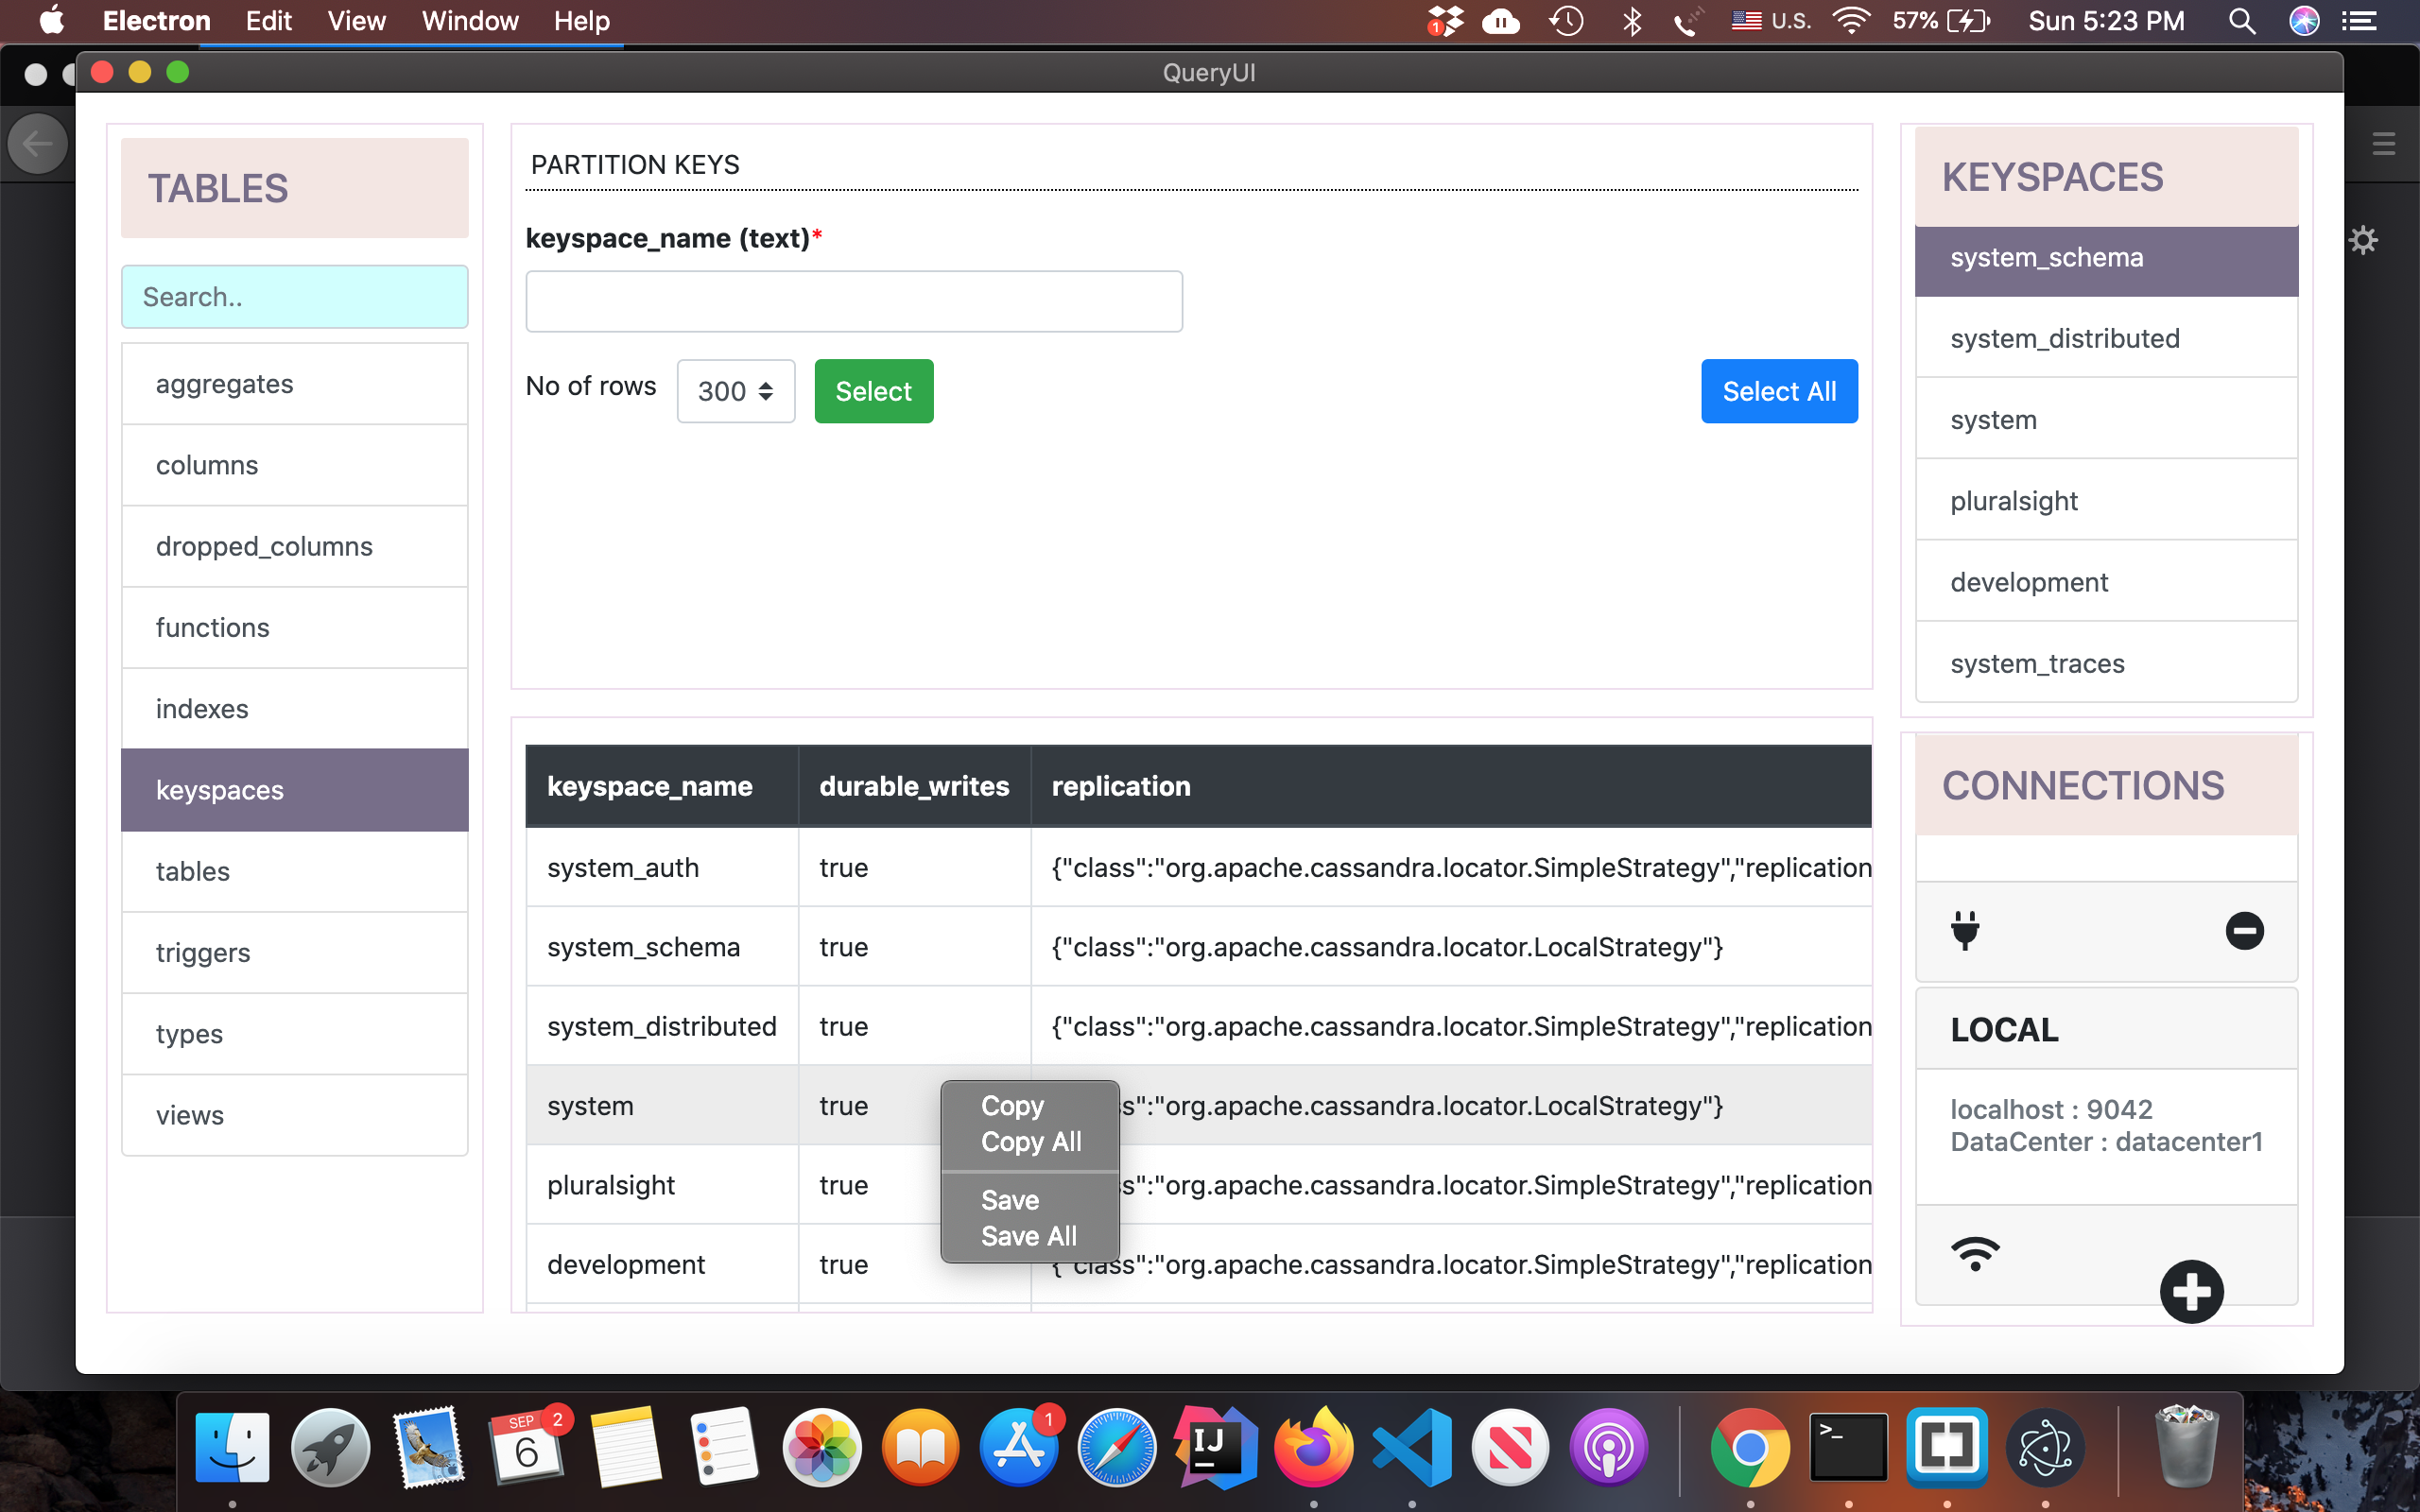 Electron Edit View Window Help
1 U.S. 57% Sun 5:23 PM
QueryUI
TABLES
Search..
aggregates
columns
dropped_columns
functions
indexes
keyspaces
tables
triggers
types
views
PARTITION KEYS
keyspace_name (text)*
No of rows 300 Select Select All
keyspace_name durable_writes replication
system_auth true {"class":"org.apache.cassandra.locator.SimpleStrategy","replication
system_schema true {"class":"org.apache.cassandra.locator.LocalStrategy"}
system_distributed true {"class":"org.apache.cassandra.locator.SimpleStrategy","replication
system true s":"org.apache.cassandra.locator.LocalStrategy"}
pluralsight true s":"org.apache.cassandra.locator.SimpleStrategy","replication
development true {"class":"org.apache.cassandra.locator.SimpleStrategy","replication
Copy
Copy All
Save
Save All
KEYSPACES
system_schema
system_distributed
system
pluralsight
development
system_traces
CONNECTIONS
LOCAL
localhost : 9042
DataCenter : datacenter1
SEP 2
6
1
IJ
>_